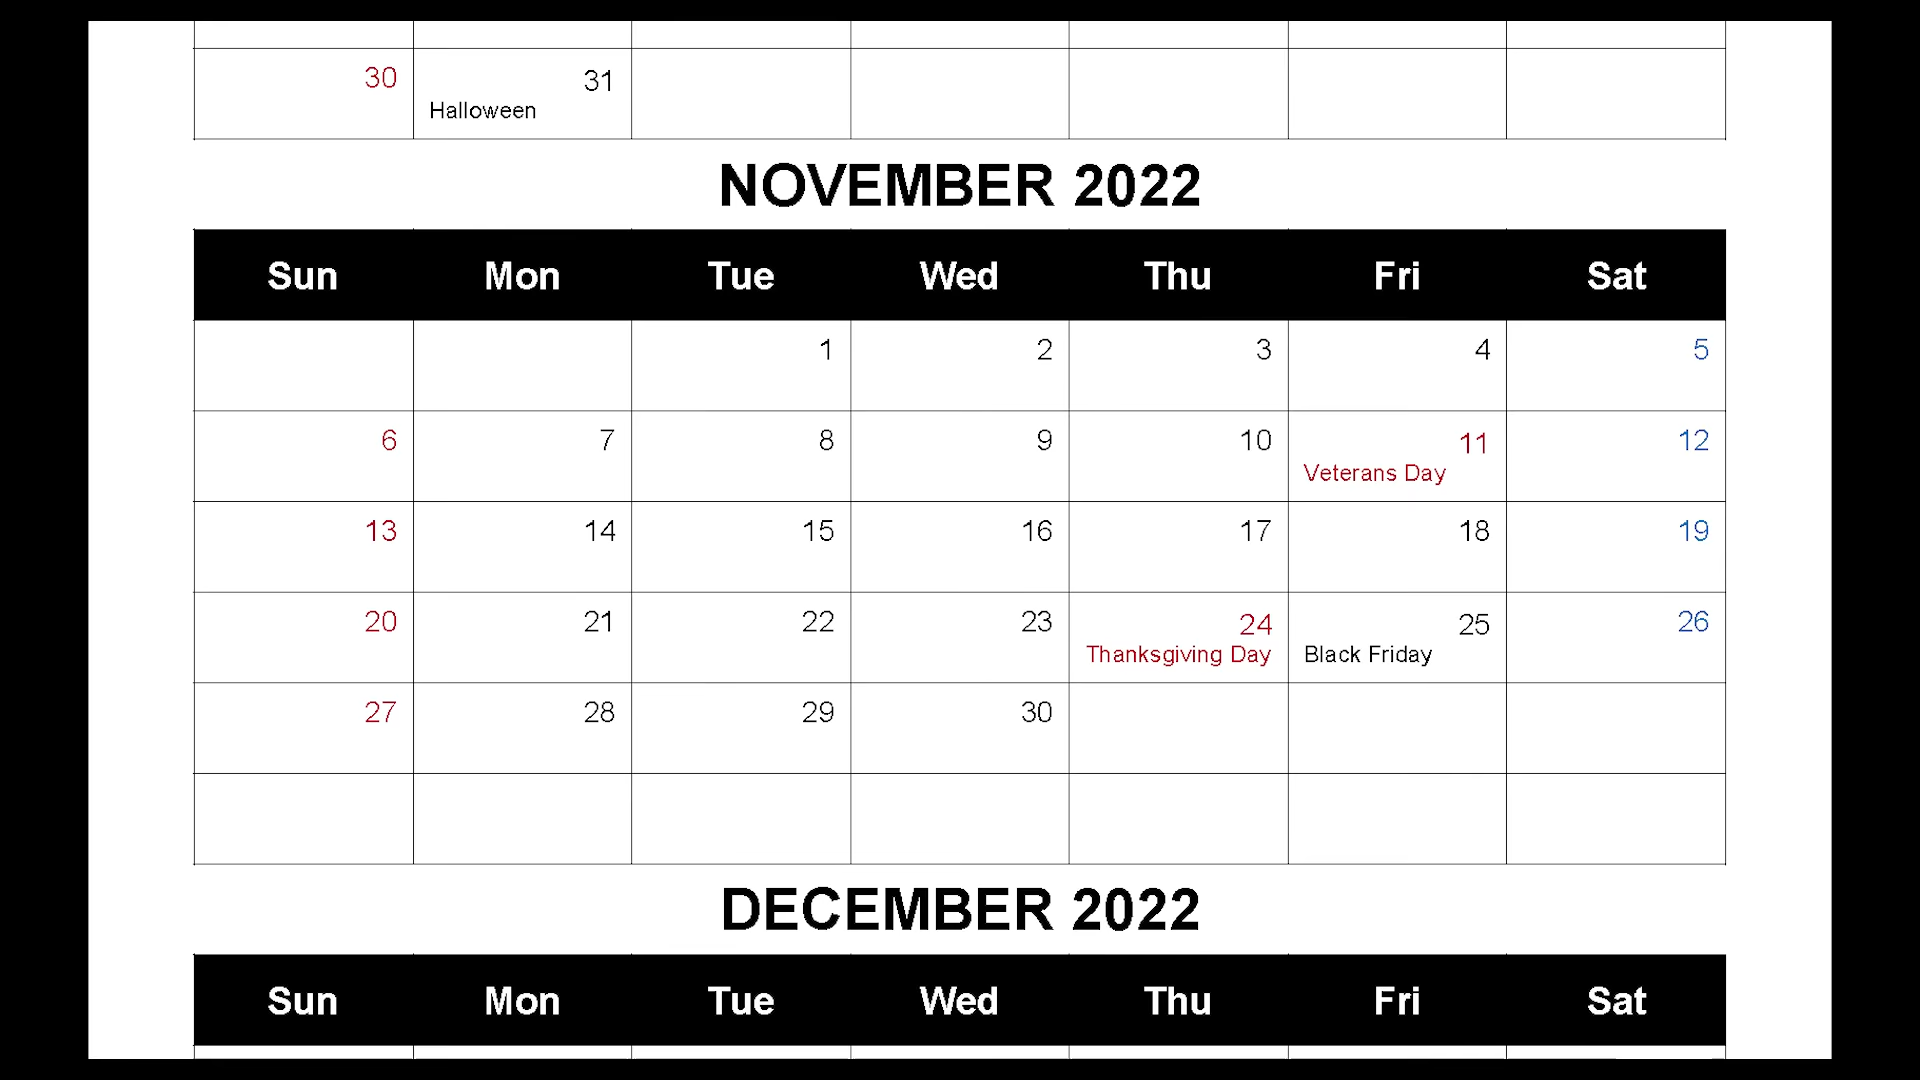 30 31
Halloween
NOVEMBER 2022
Sun Mon Tue Wed Thu Fri Sat
1 2 3 4 5
6 7 8 9 10 11 12
Veterans Day
13 14 15 16 17 18 19
20 21 22 23 24 25 26
Thanksgiving Day Black Friday
27 28 29 30
DECEMBER 2022
Sun Mon Tue Wed Thu Fri Sat